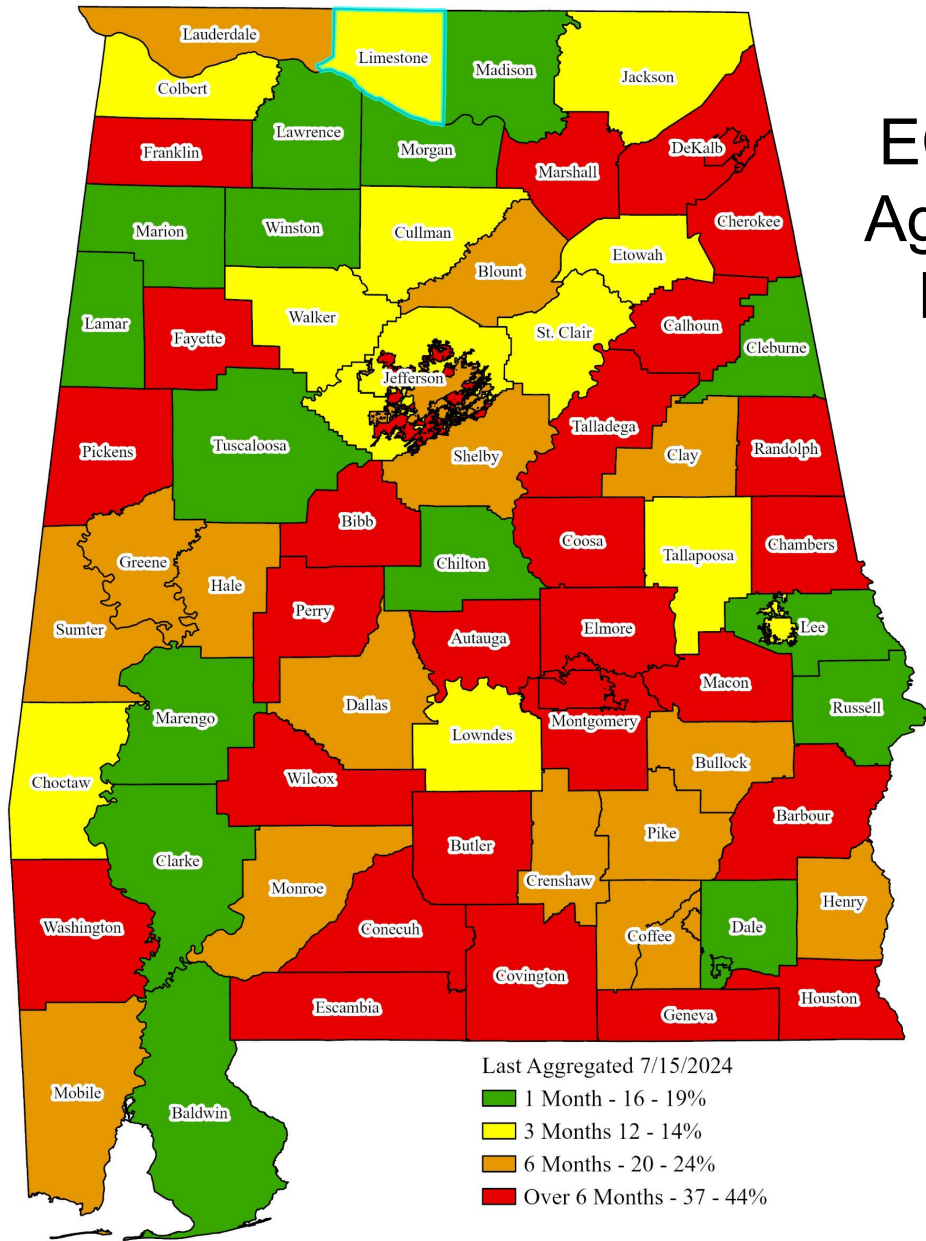 Lauderdale
Limestone
Madison
Jackson
Colbert
Lawrence
Morgan
Franklin
Marshall
DeKalb
Cherokee
Marion
Winston
Cullman
Etowah
Blount
Lamar
Fayette
Walker
St. Clair
Calhoun
Cleburne
Jefferson
Pickens
Tuscaloosa
Shelby
Talladega
Clay
Randolph
Bibb
Chilton
Coosa
Tallapoosa
Chambers
Greene
Hale
Sumter
Perry
Autauga
Elmore
Lee
Macon
Russell
Marengo
Dallas
Lowndes
Montgomery
Bullock
Choctaw
Wilcox
Barbour
Clarke
Butler
Crenshaw
Pike
Monroe
Henry
Washington
Conecuh
Coffee
Dale
Covington
Escambia
Geneva
Houston
Mobile
Baldwin
Last Aggregated 7/15/2024
1 Month - 16 - 19%
3 Months 12 - 14%
6 Months - 20 - 24%
Over 6 Months - 37 - 44%